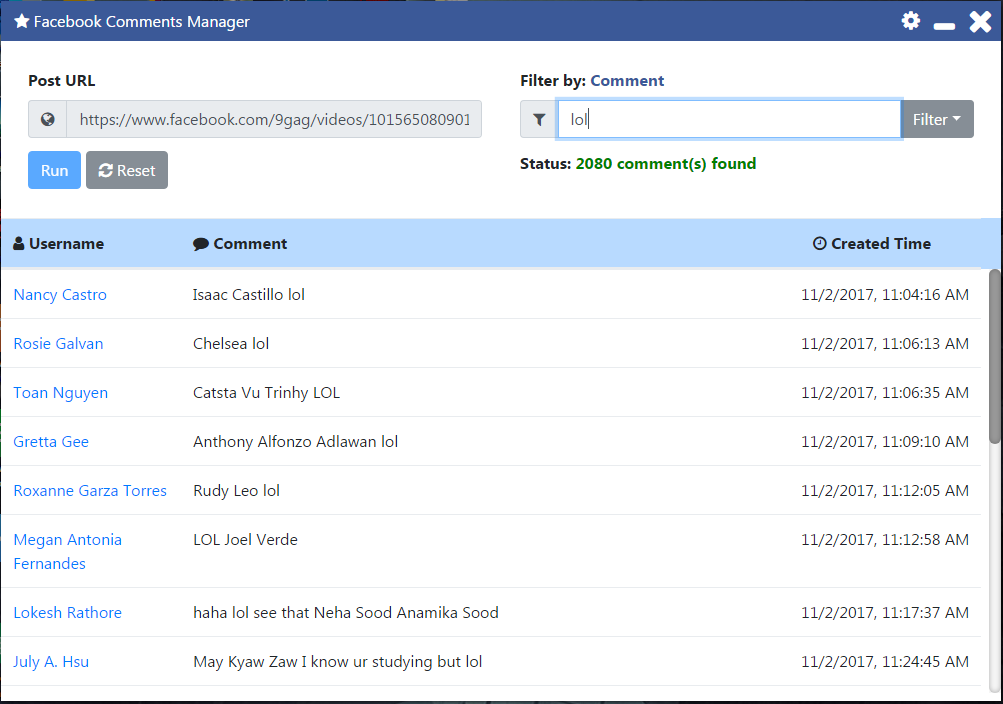 Facebook Comments Manager
Post URL
Filter by: Comment
https://www.facebook.com/9gag/videos/101565080901
lol
Filter
Run
Reset
Status: 2080 comment(s) found
Username
Comment
Created Time
Nancy Castro
Isaac Castillo lol
11/2/2017, 11:04:16 AM
Rosie Galvan
Chelsea lol
11/2/2017, 11:06:13 AM
Toan Nguyen
Catsta Vu Trinhy LOL
11/2/2017, 11:06:35 AM
Gretta Gee
Anthony Alfonzo Adlawan lol
11/2/2017, 11:09:10 AM
Roxanne Garza Torres
Rudy Leo lol
11/2/2017, 11:12:05 AM
Megan Antonia
Fernandes
LOL Joel Verde
11/2/2017, 11:12:58 AM
Lokesh Rathore
haha lol see that Neha Sood Anamika Sood
11/2/2017, 11:17:37 AM
July A. Hsu
May Kyaw Zaw I know ur studying but lol
11/2/2017, 11:24:45 AM